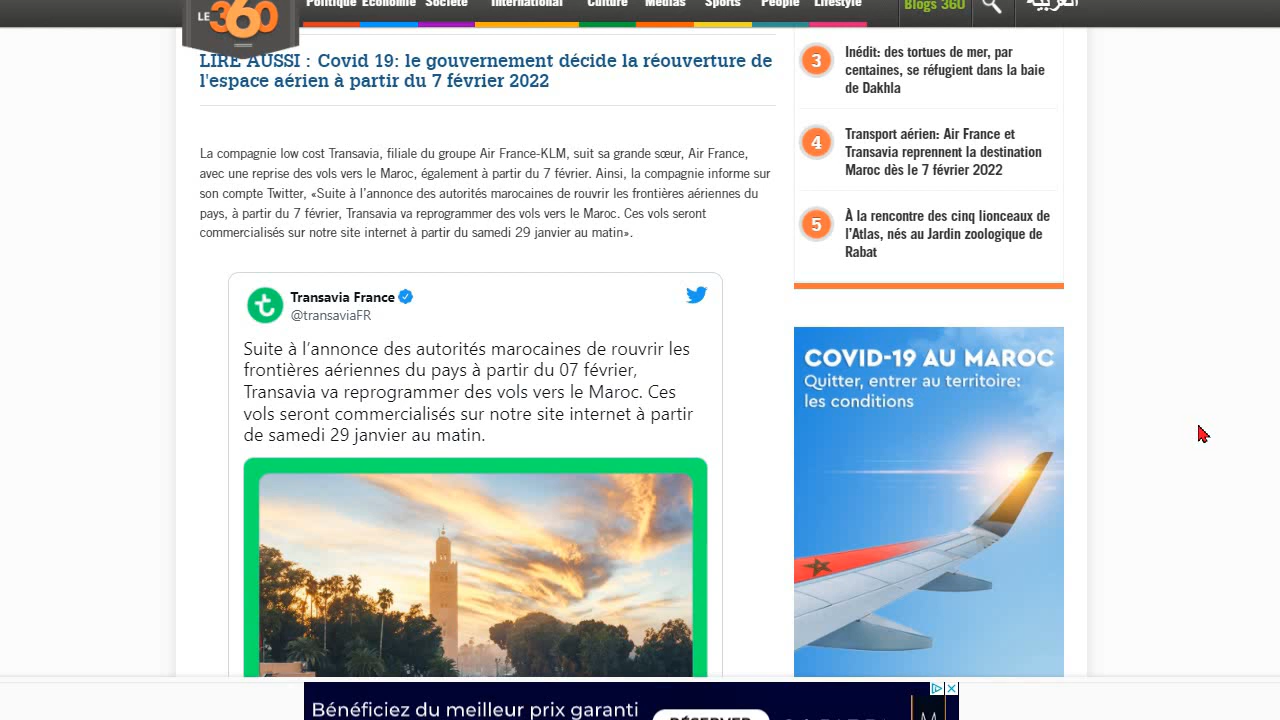 LE 360
Politique Economie Société International Culture Médias Sports People Lifestyle Blogs 360 العربية
LIRE AUSSI : Covid 19: le gouvernement décide la réouverture de
l'espace aérien à partir du 7 février 2022
La compagnie low cost Transavia, filiale du groupe Air France-KLM, suit sa grande sœur, Air France,
avec une reprise des vols vers le Maroc, également à partir du 7 février. Ainsi, la compagnie informe sur
son compte Twitter, «Suite à l’annonce des autorités marocaines de rouvrir les frontières aériennes du
pays, à partir du 7 février, Transavia va reprogrammer des vols vers le Maroc. Ces vols seront
commercialisés sur notre site internet à partir du samedi 29 janvier au matin».
Transavia France
@transaviaFR
Suite à l’annonce des autorités marocaines de rouvrir les
frontières aériennes du pays à partir du 07 février,
Transavia va reprogrammer des vols vers le Maroc. Ces
vols seront commercialisés sur notre site internet à partir
de samedi 29 janvier au matin.
3
Inédit: des tortues de mer, par
centaines, se réfugient dans la baie
de Dakhla
4
Transport aérien: Air France et
Transavia reprennent la destination
Maroc dès le 7 février 2022
5
À la rencontre des cinq lionceaux de
l’Atlas, nés au Jardin zoologique de
Rabat
COVID-19 AU MAROC
Quitter, entrer au territoire:
les conditions
Bénéficiez du meilleur prix garanti
RÉSERVER
M